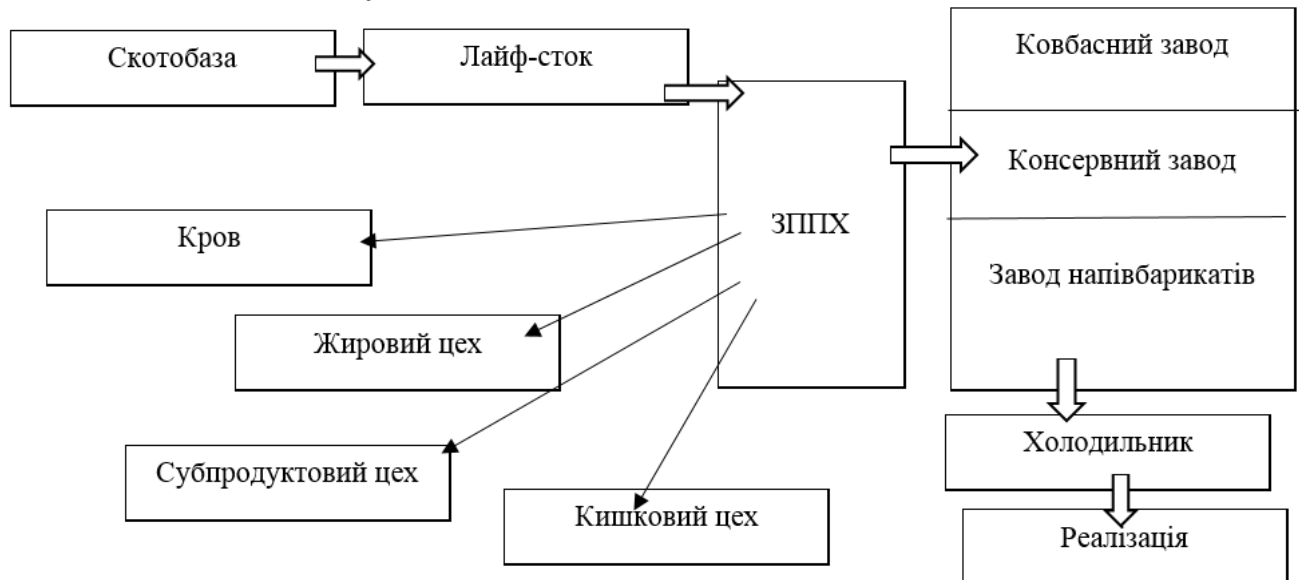 Скотобаза
Лайф-сток
Ковбасний завод
Консервний завод
ЗППХ
Кров
Завод напівбарикатів
Жировий цех
Холодильник
Субпродуктовий цех
Кишковий цех
Реалізація